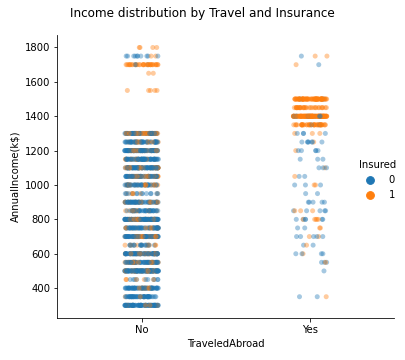 Income distribution by Travel and Insurance
1800
1600
1400
1200
1000
800
600
400
AnnualIncome(k$)
No
Yes
TraveledAbroad
Insured
0
1